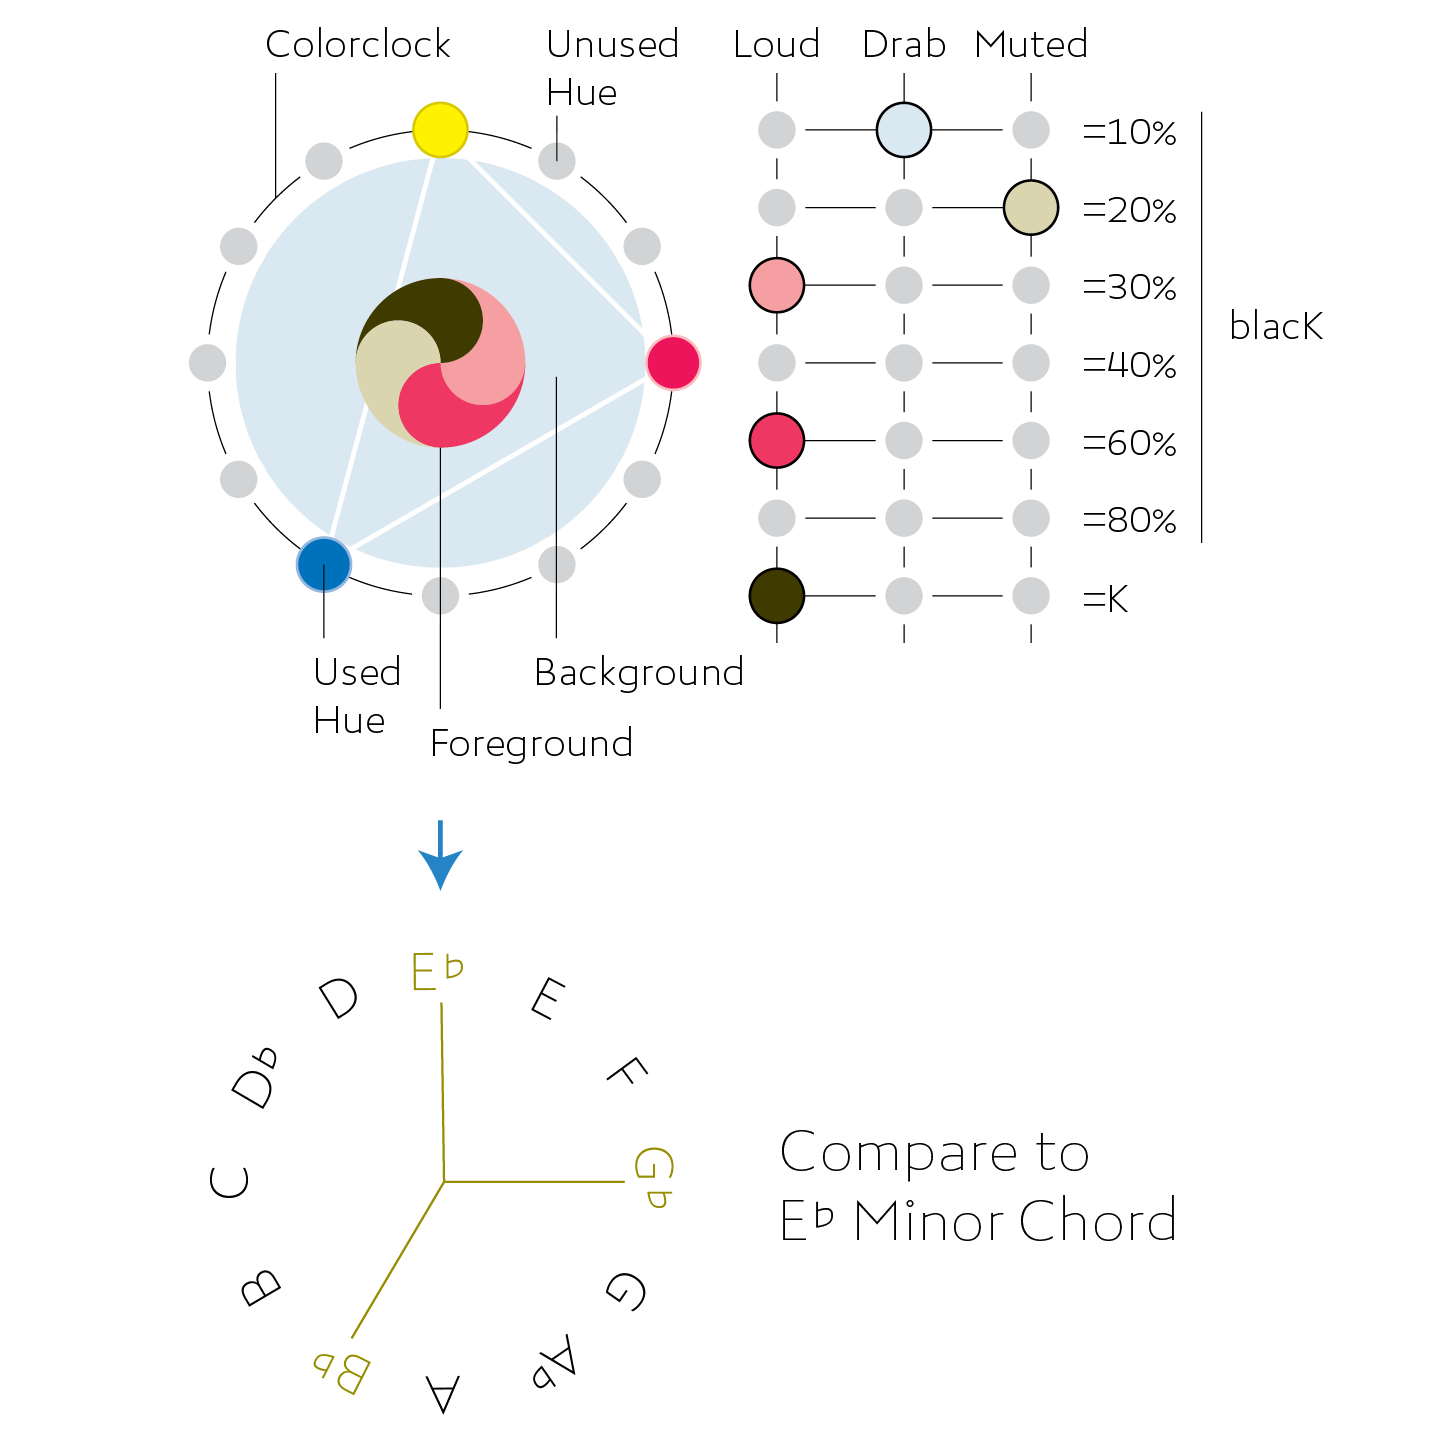 Colorclock
Unused
Hue
Loud Drab Muted
=10%
=20%
=30%
=40%
=60%
=80%
=K
blacK
Used
Hue
Background
Foreground
E♭
E
F
G♭
G
A♭
A
B♭
B
C
D♭
D
Compare to
E♭ Minor Chord